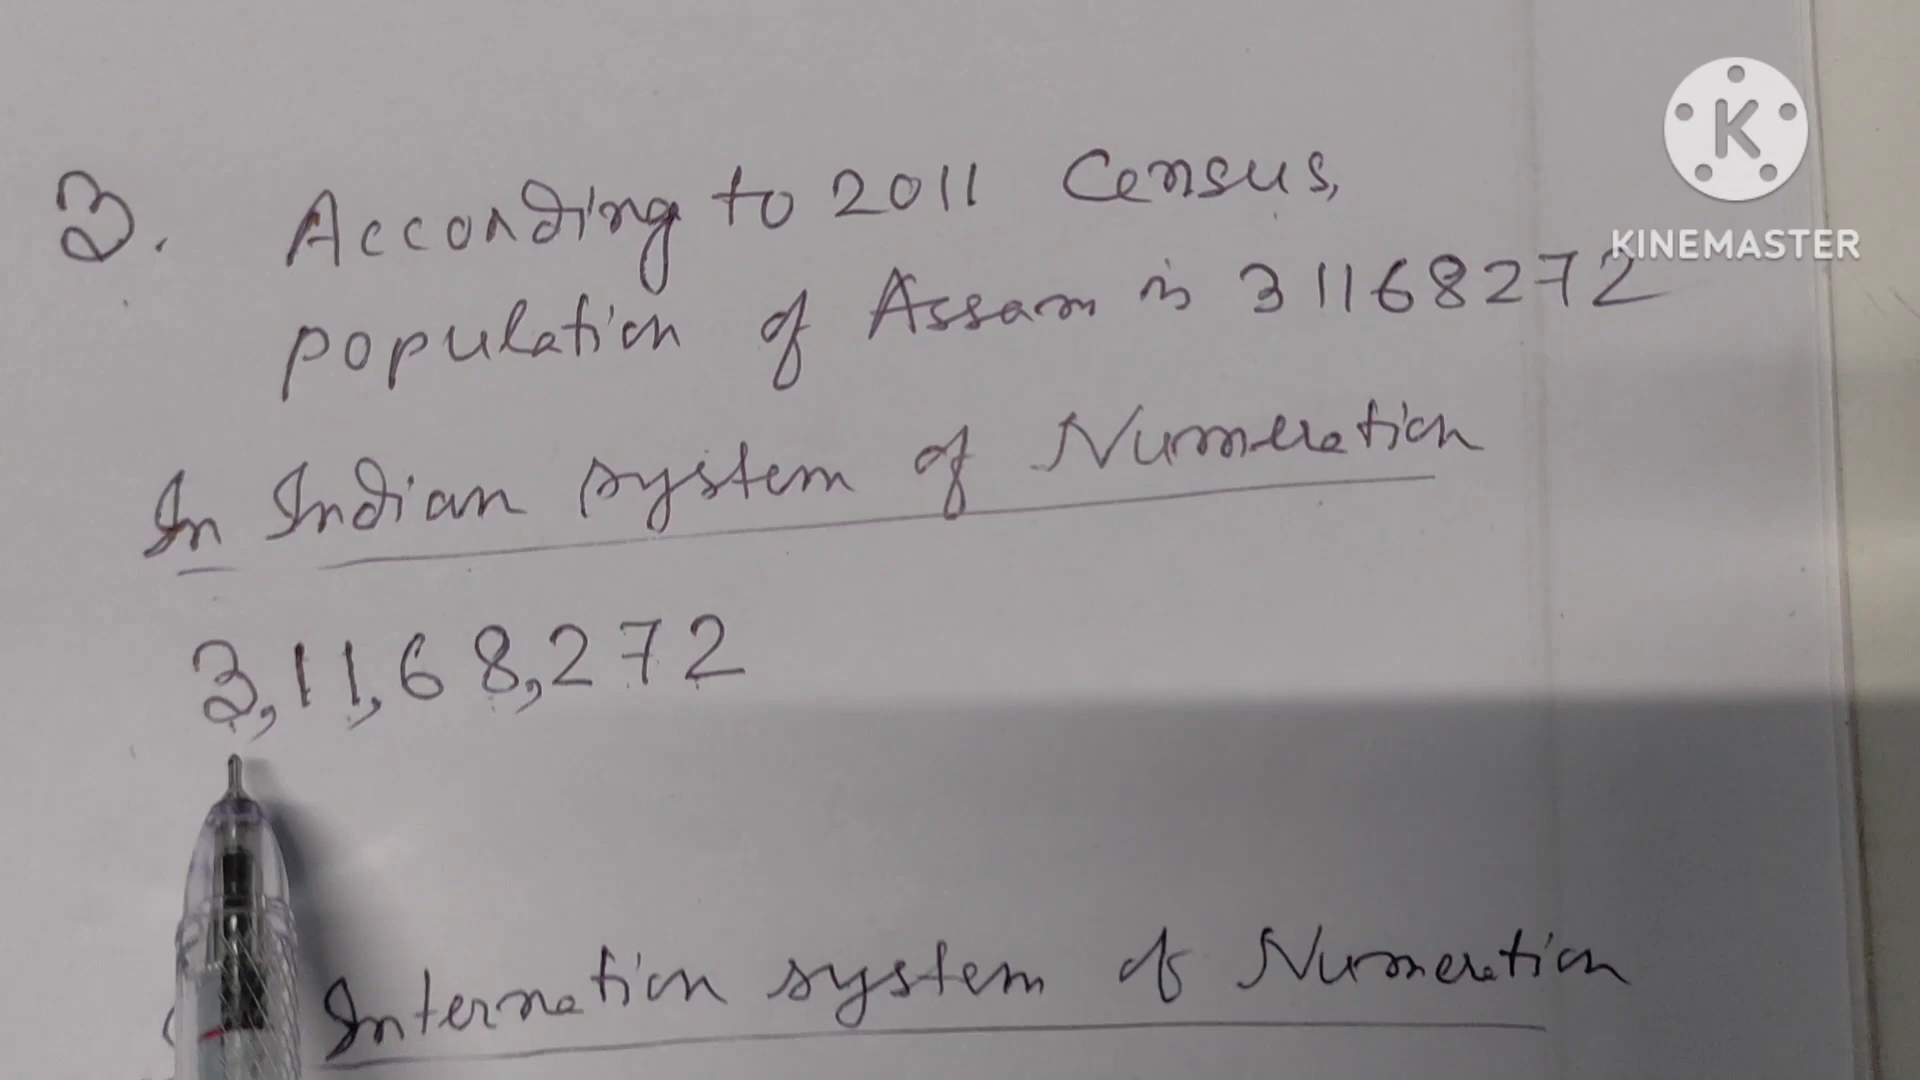 3. According to 2011 Census,
population of Assam is 31168272
In Indian system of Numeration
3,11,68,272
Internation system of Numeration
K
KINEMASTER